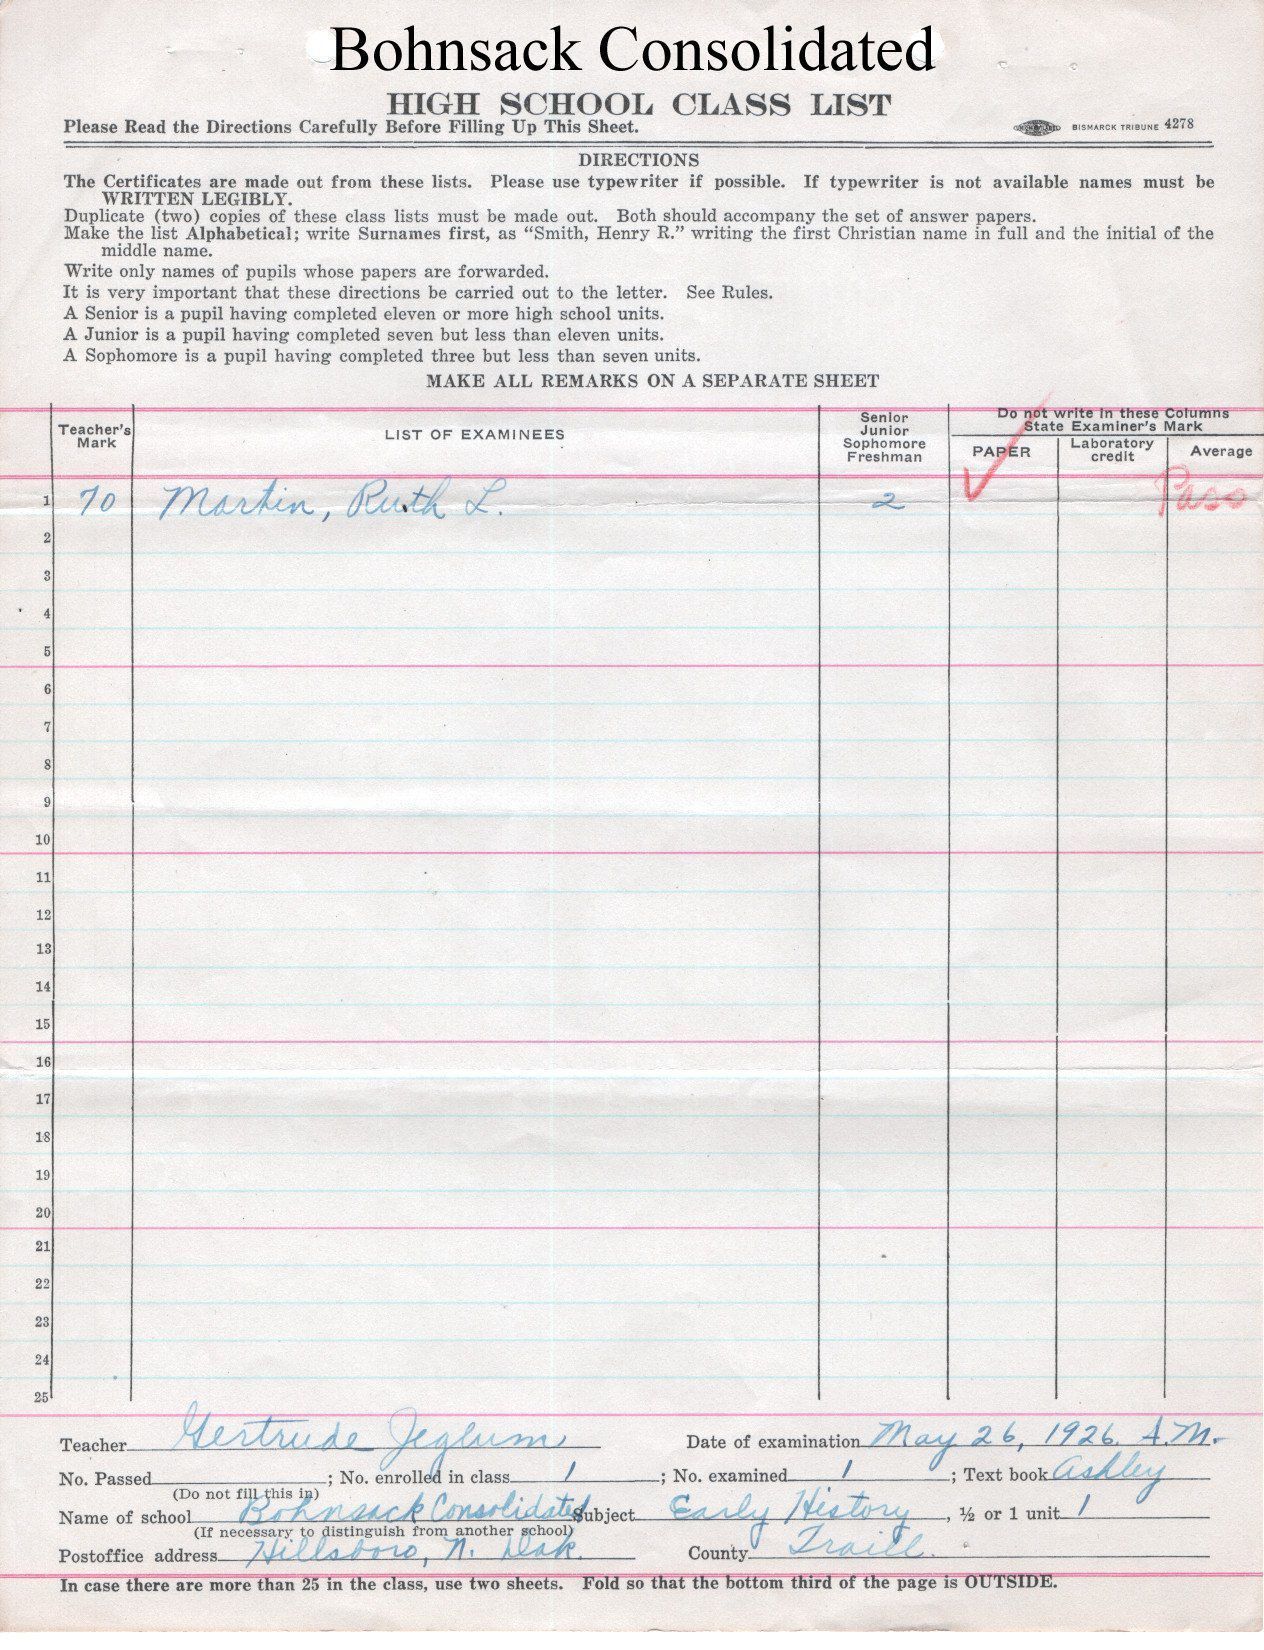 Bohnsack Consolidated
HIGH SCHOOL CLASS LIST
Please Read the Directions Carefully Before Filling Up This Sheet.
BISMARCK TRIBUNE 4278
DIRECTIONS
The Certificates are made out from these lists. Please use typewriter if possible. If typewriter is not available names must be
WRITTEN LEGIBLY.
Duplicate (two) copies of these class lists must be made out. Both should accompany the set of answer papers.
Make the list Alphabetical; write Surnames first, as “Smith, Henry R.” writing the first Christian name in full and the initial of the
middle name.
Write only names of pupils whose papers are forwarded.
It is very important that these directions be carried out to the letter. See Rules.
A Senior is a pupil having completed eleven or more high school units.
A Junior is a pupil having completed seven but less than eleven units.
A Sophomore is a pupil having completed three but less than seven units.
MAKE ALL REMARKS ON A SEPARATE SHEET
Teacher's
Mark
LIST OF EXAMINEES
Senior
Junior
Sophomore
Freshman
Do not write in these Columns
State Examiner's Mark
PAPER
Laboratory
credit
Average
1 70 Martin, Ruth L. 2 ✓ Pass
2
3
4
5
6
7
8
9
10
11
12
13
14
15
16
17
18
19
20
21
22
23
24
25
Teacher Gertrude Jeglum Date of examination May 26, 1926. A.M.
No. Passed ; No. enrolled in class 1 ; No. examined 1 ; Text book Ashley
(Do not fill this in)
Name of school Bohnsack Consolidated Subject Early History , ½ or 1 unit 1
(If necessary to distinguish from another school)
Postoffice address Hillsboro, N. Dak. County Traill.
In case there are more than 25 in the class, use two sheets. Fold so that the bottom third of the page is OUTSIDE.